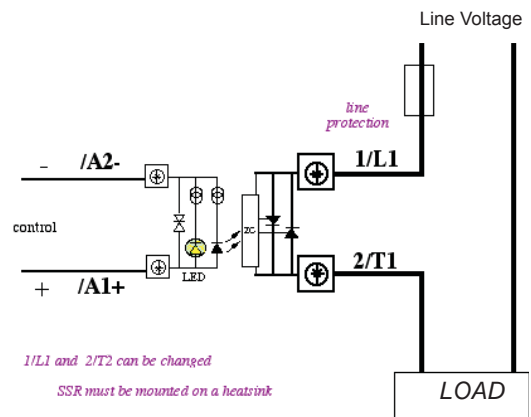 Line Voltage
line
protection
- /A2-
1/L1
control
ZC
LED
+ /A1+
2/T1
1/L1 and 2/T2 can be changed
SSR must be mounted on a heatsink
LOAD